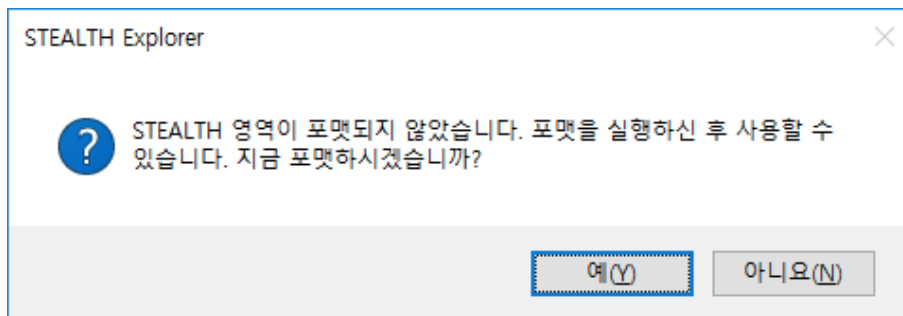 STEALTH Explorer
STEALTH 영역이 포맷되지 않았습니다. 포맷을 실행하신 후 사용할 수
있습니다. 지금 포맷하시겠습니까?
예(Y)
아니요(N)